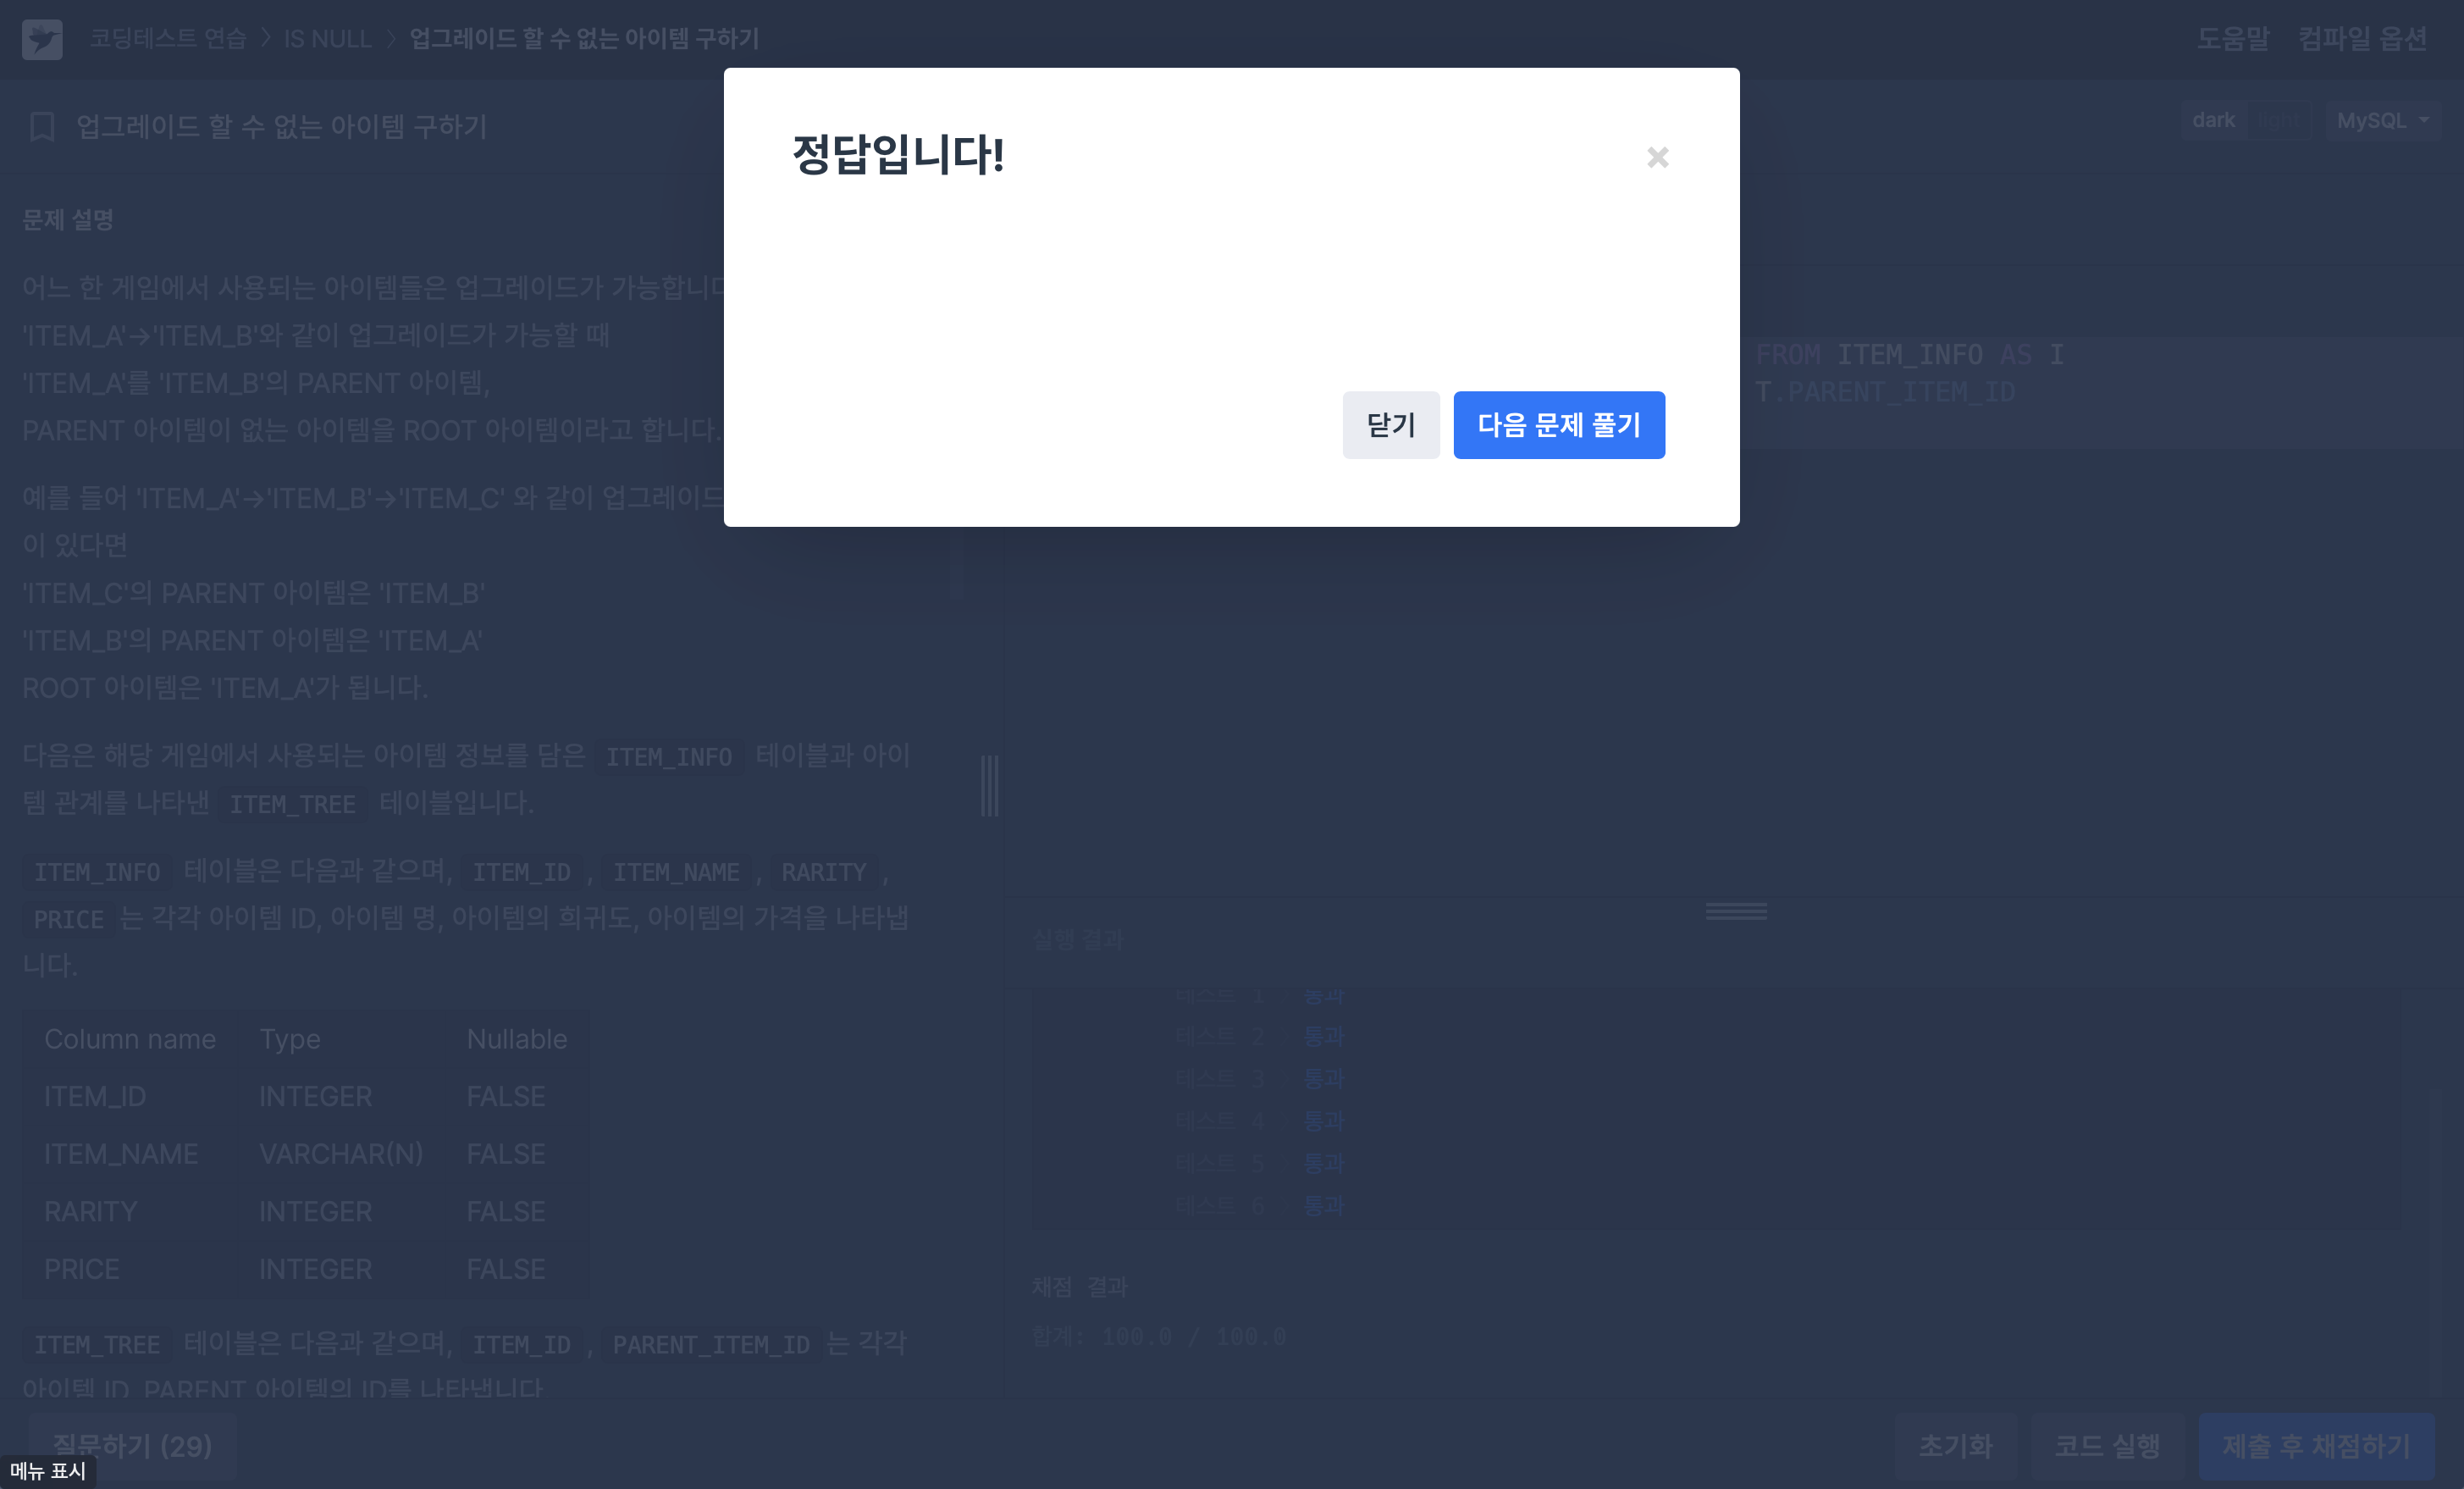 코딩테스트 연습 > IS NULL > 업그레이드 할 수 없는 아이템 구하기
도움말 컴파일 옵션
업그레이드 할 수 없는 아이템 구하기
dark light MySQL
정답입니다!
닫기 다음 문제 풀기
문제 설명
어느 한 게임에서 사용되는 아이템들은 업그레이드가 가능합니다
'ITEM_A'→'ITEM_B'와 같이 업그레이드가 가능할 때
'ITEM_A'를 'ITEM_B'의 PARENT 아이템,
PARENT 아이템이 없는 아이템을 ROOT 아이템이라고 합니다.
예를 들어 'ITEM_A'→'ITEM_B'→'ITEM_C' 와 같이 업그레이드
이 있다면
'ITEM_C'의 PARENT 아이템은 'ITEM_B'
'ITEM_B'의 PARENT 아이템은 'ITEM_A'
ROOT 아이템은 'ITEM_A'가 됩니다.
다음은 해당 게임에서 사용되는 아이템 정보를 담은 ITEM_INFO 테이블과 아이
템 관계를 나타낸 ITEM_TREE 테이블입니다.
ITEM_INFO 테이블은 다음과 같으며, ITEM_ID , ITEM_NAME , RARITY ,
PRICE 는 각각 아이템 ID, 아이템 명, 아이템의 희귀도, 아이템의 가격을 나타냅
니다.
Column name Type Nullable
ITEM_ID INTEGER FALSE
ITEM_NAME VARCHAR(N) FALSE
RARITY INTEGER FALSE
PRICE INTEGER FALSE
ITEM_TREE 테이블은 다음과 같으며, ITEM_ID , PARENT_ITEM_ID 는 각각
아이템 ID, PARENT 아이템의 ID를 나타냅니다
FROM ITEM_INFO AS I
T.PARENT_ITEM_ID
실행 결과
테스트 1 통과
테스트 2 통과
테스트 3 통과
테스트 4 통과
테스트 5 통과
테스트 6 통과
채점 결과
합계: 100.0 / 100.0
질문하기 (29)
메뉴 표시
초기화 코드 실행 제출 후 채점하기